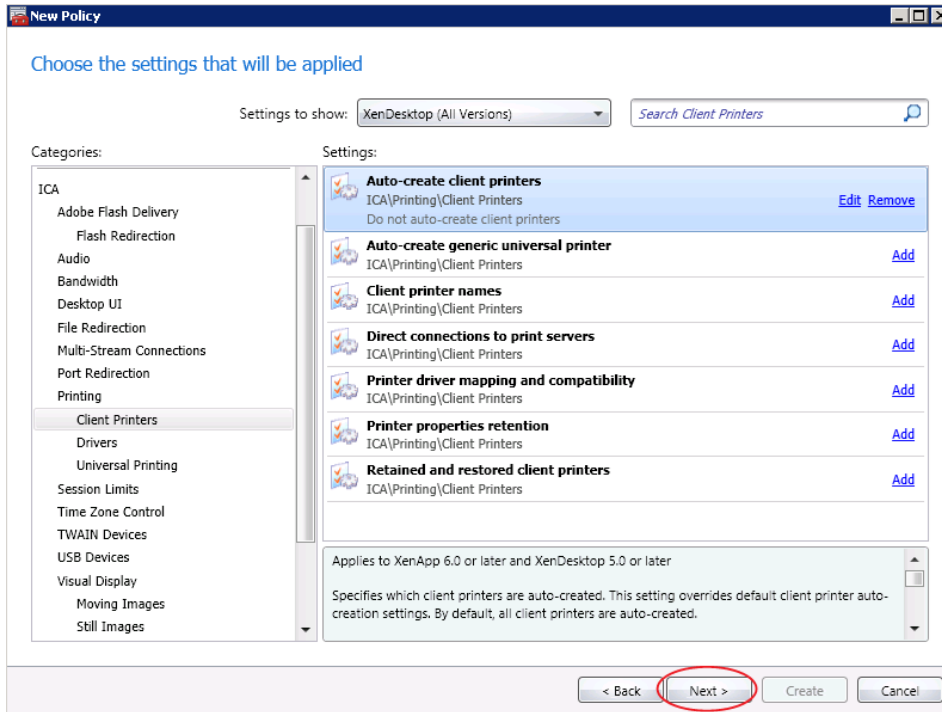 New Policy
Choose the settings that will be applied
Settings to show: XenDesktop (All Versions) Search Client Printers
Categories:
ICA
Adobe Flash Delivery
Flash Redirection
Audio
Bandwidth
Desktop UI
File Redirection
Multi-Stream Connections
Port Redirection
Printing
Client Printers
Drivers
Universal Printing
Session Limits
Time Zone Control
TWAIN Devices
USB Devices
Visual Display
Moving Images
Still Images
Settings:
Auto-create client printers
ICA\Printing\Client Printers Edit Remove
Do not auto-create client printers
Auto-create generic universal printer
ICA\Printing\Client Printers Add
Client printer names
ICA\Printing\Client Printers Add
Direct connections to print servers
ICA\Printing\Client Printers Add
Printer driver mapping and compatibility
ICA\Printing\Client Printers Add
Printer properties retention
ICA\Printing\Client Printers Add
Retained and restored client printers
ICA\Printing\Client Printers Add
Applies to XenApp 6.0 or later and XenDesktop 5.0 or later
Specifies which client printers are auto-created. This setting overrides default client printer auto-
creation settings. By default, all client printers are auto-created.
< Back Next > Create Cancel